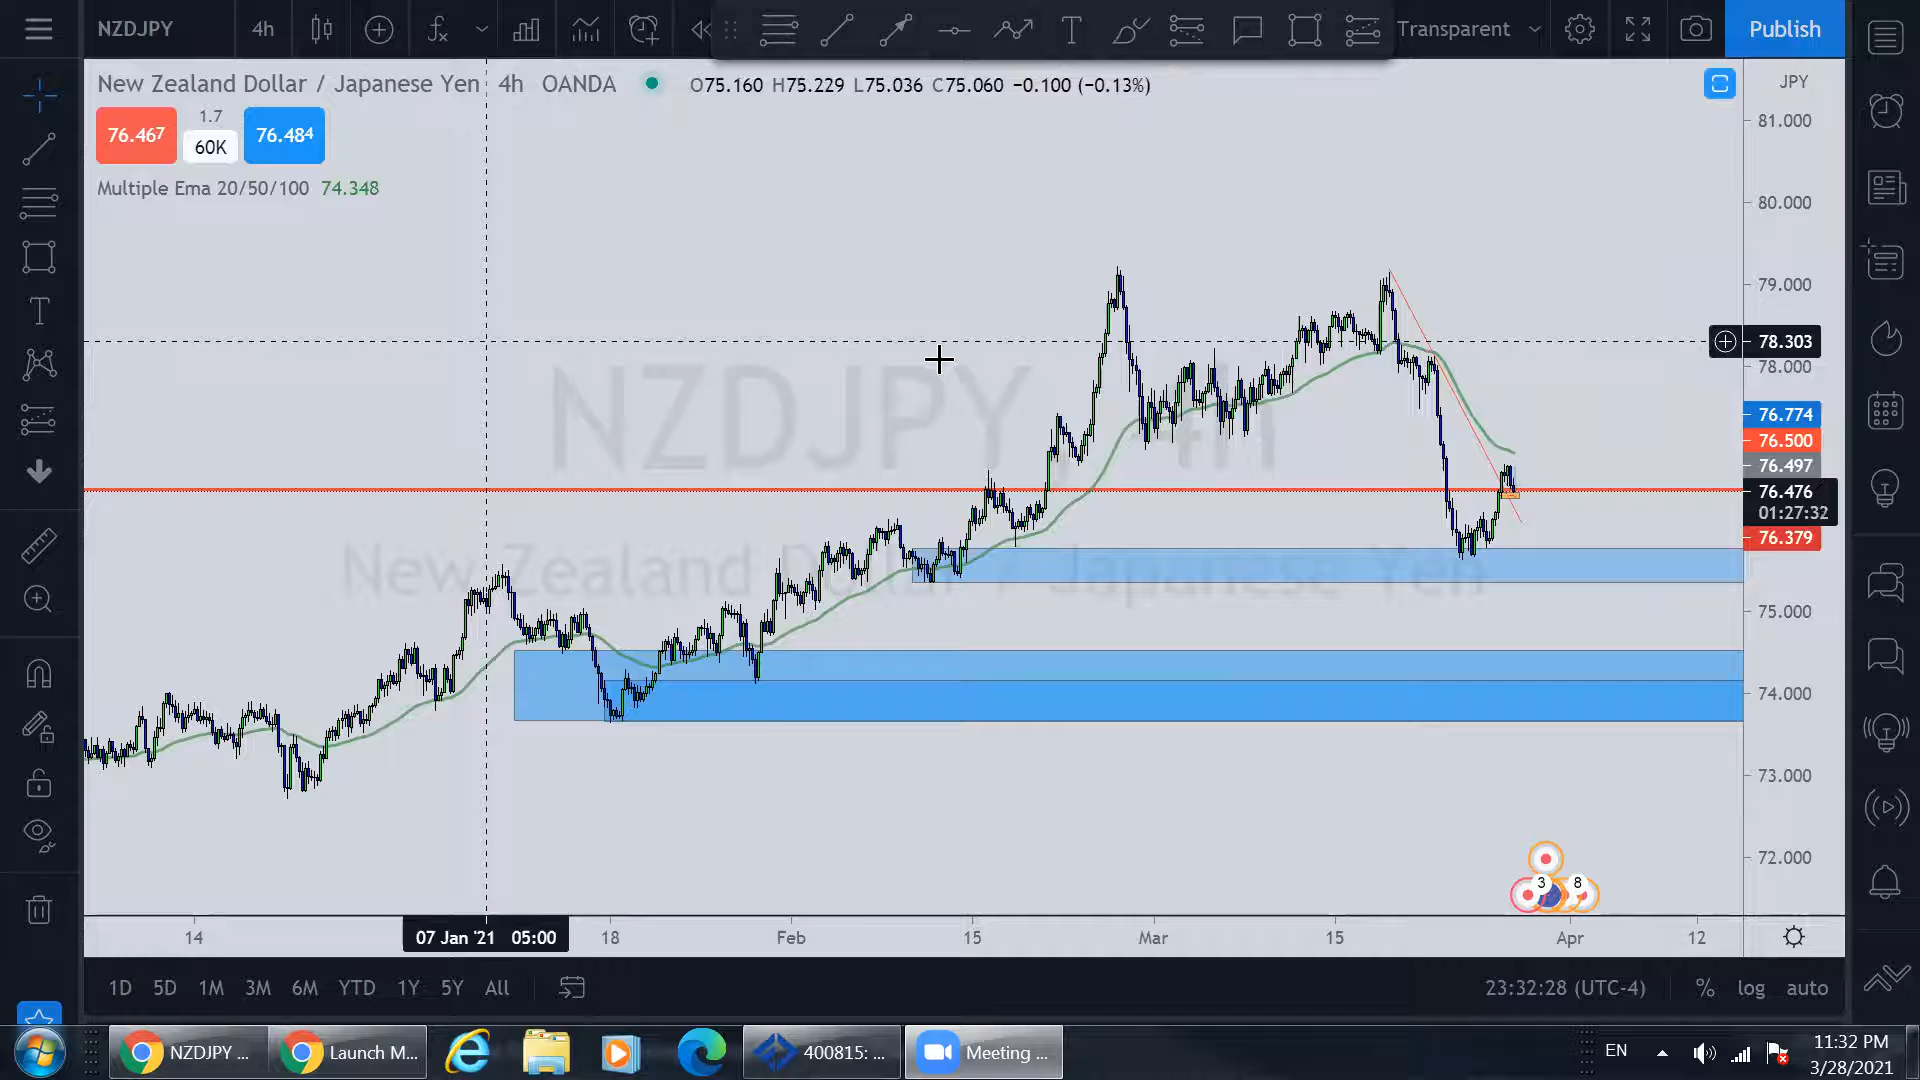 NZDJPY 4h Transparent Publish
New Zealand Dollar / Japanese Yen 4h OANDA O75.160 H75.229 L75.036 C75.060 −0.100 (−0.13%) JPY
76.467 1.7 60K 76.484
Multiple Ema 20/50/100 74.348
81.000
80.000
79.000
78.303
78.000
76.774
76.500
76.497
76.476
01:27:32
76.379
75.000
74.000
73.000
72.000
NZDJPY, 4h
New Zealand Dollar / Japanese Yen
3 8
14 07 Jan '21 05:00 18 Feb 15 Mar 15 Apr 12
1D 5D 1M 3M 6M YTD 1Y 5Y All 23:32:28 (UTC-4) % log auto
NZDJPY ... Launch M... 400815: ... Meeting ... EN 11:32 PM
3/28/2021